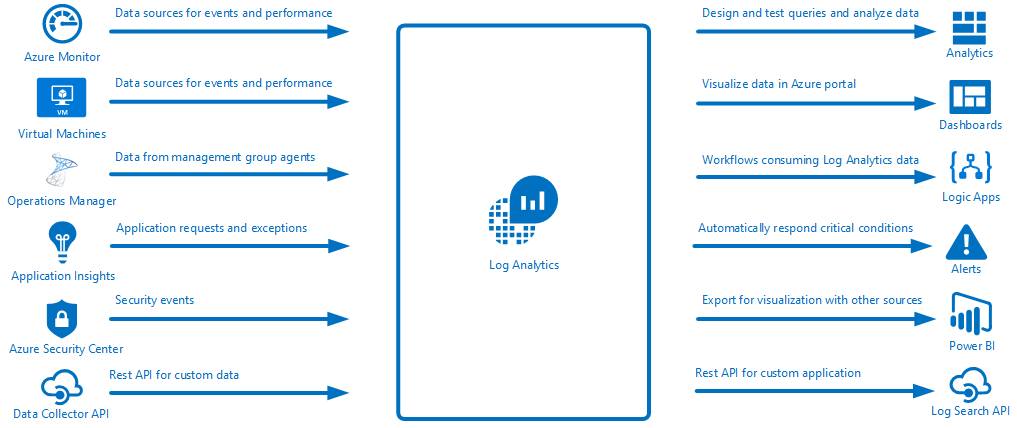 Data sources for events and performance
Azure Monitor
Data sources for events and performance
VM
Virtual Machines
Data from management group agents
Operations Manager
Application requests and exceptions
Application Insights
Security events
Azure Security Center
Rest API for custom data
Data Collector API
Log Analytics
Design and test queries and analyze data
Analytics
Visualize data in Azure portal
Dashboards
Workflows consuming Log Analytics data
Logic Apps
Automatically respond critical conditions
Alerts
Export for visualization with other sources
Power BI
Rest API for custom application
Log Search API